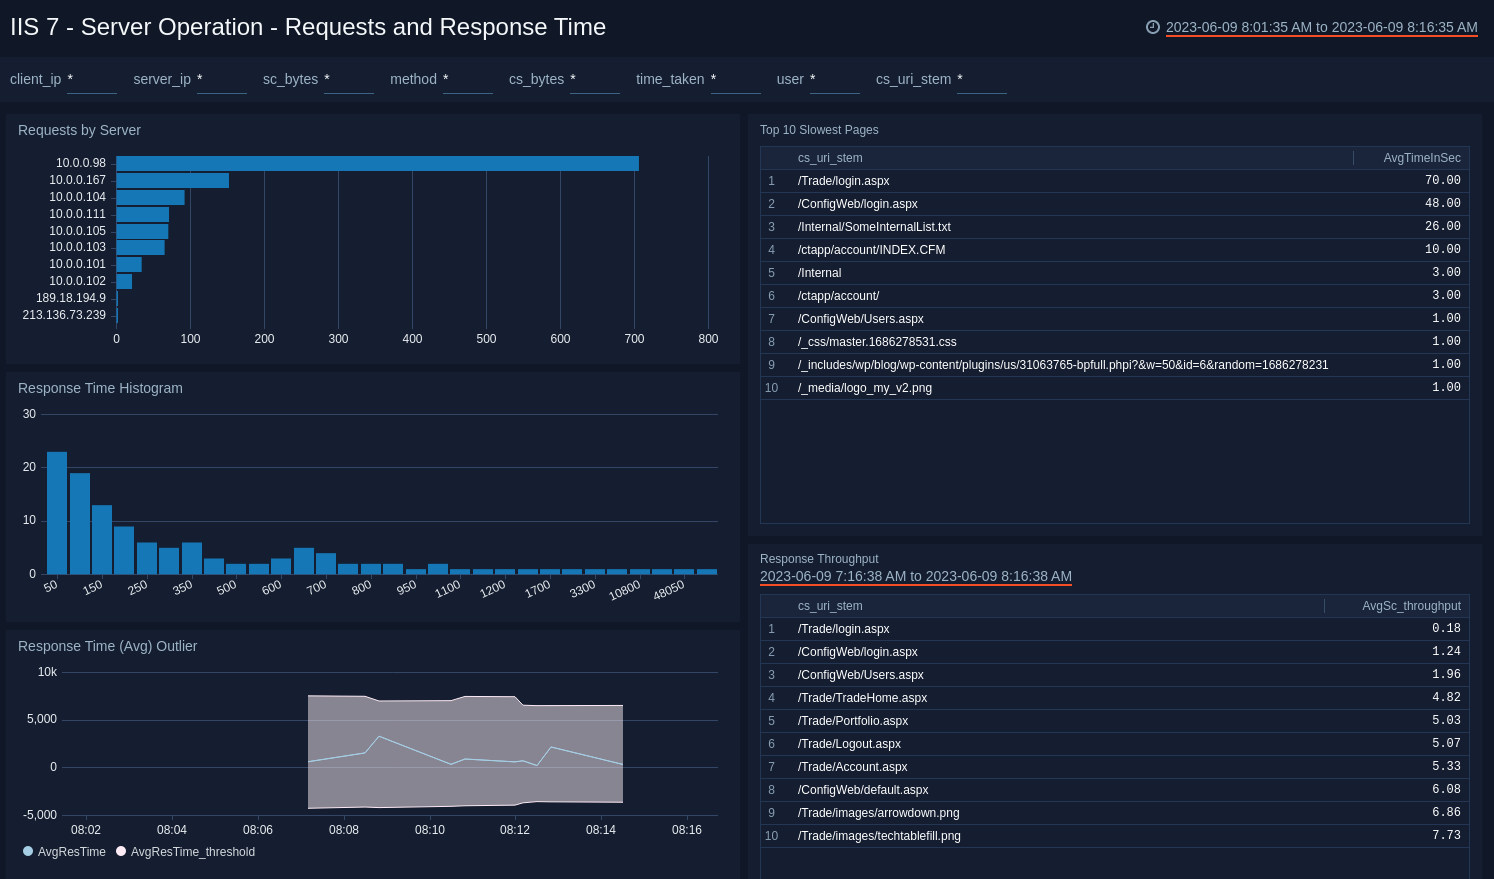 IIS 7 - Server Operation - Requests and Response Time
2023-06-09 8:01:35 AM to 2023-06-09 8:16:35 AM
client_ip * server_ip * sc_bytes * method * cs_bytes * time_taken * user * cs_uri_stem *
Requests by Server
10.0.0.98
10.0.0.167
10.0.0.104
10.0.0.111
10.0.0.105
10.0.0.103
10.0.0.101
10.0.0.102
189.18.194.9
213.136.73.239
0 100 200 300 400 500 600 700 800
Response Time Histogram
30
20
10
0
50 150 250 350 500 600 700 800 950 1100 1200 1700 3300 10800 48050
Response Time (Avg) Outlier
10k
5,000
0
-5,000
08:02 08:04 08:06 08:08 08:10 08:12 08:14 08:16
AvgResTime AvgResTime_threshold
Top 10 Slowest Pages
cs_uri_stem AvgTimeInSec
1 /Trade/login.aspx 70.00
2 /ConfigWeb/login.aspx 48.00
3 /Internal/SomeInternalList.txt 26.00
4 /ctapp/account/INDEX.CFM 10.00
5 /Internal 3.00
6 /ctapp/account/ 3.00
7 /ConfigWeb/Users.aspx 1.00
8 /_css/master.1686278531.css 1.00
9 /_includes/wp/blog/wp-content/plugins/us/31063765-bpfull.phpi?&w=50&id=6&random=1686278231 1.00
10 /_media/logo_my_v2.png 1.00
Response Throughput
2023-06-09 7:16:38 AM to 2023-06-09 8:16:38 AM
cs_uri_stem AvgSc_throughput
1 /Trade/login.aspx 0.18
2 /ConfigWeb/login.aspx 1.24
3 /ConfigWeb/Users.aspx 1.96
4 /Trade/TradeHome.aspx 4.82
5 /Trade/Portfolio.aspx 5.03
6 /Trade/Logout.aspx 5.07
7 /Trade/Account.aspx 5.33
8 /ConfigWeb/default.aspx 6.08
9 /Trade/images/arrowdown.png 6.86
10 /Trade/images/techtablefill.png 7.73